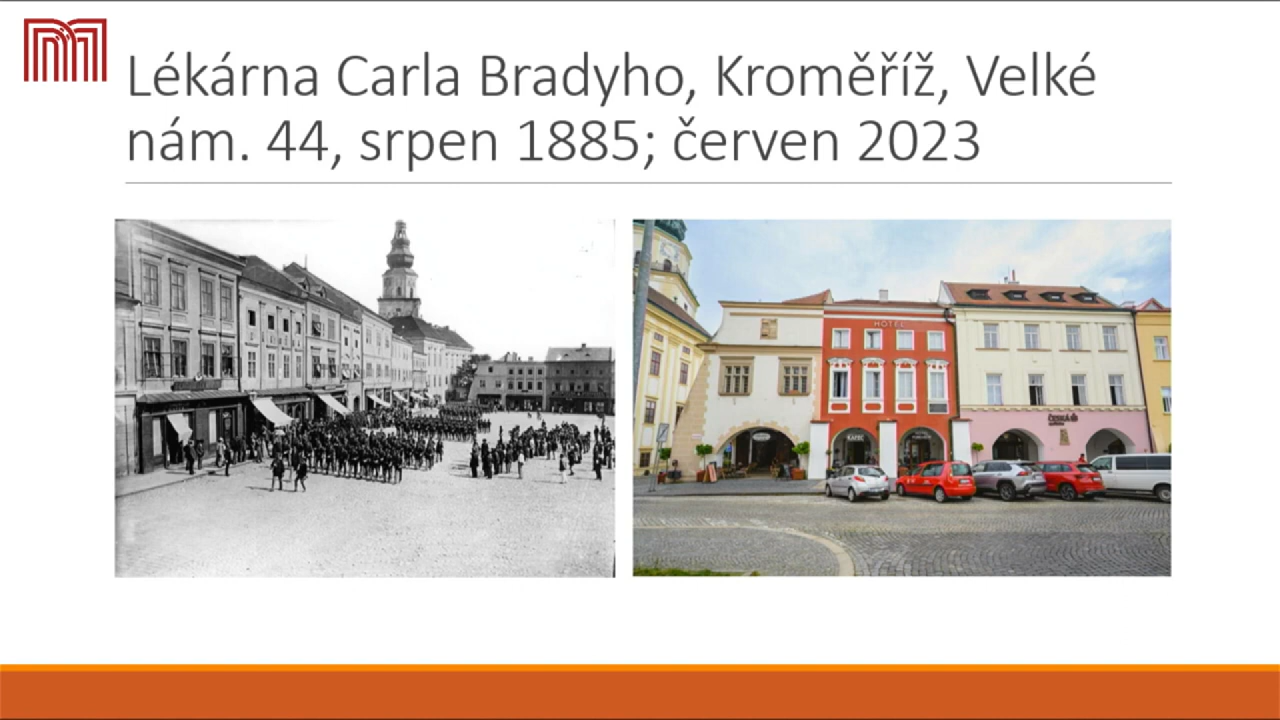 Lékárna Carla Bradyho, Kroměříž, Velké
nám. 44, srpen 1885; červen 2023
HOTEL